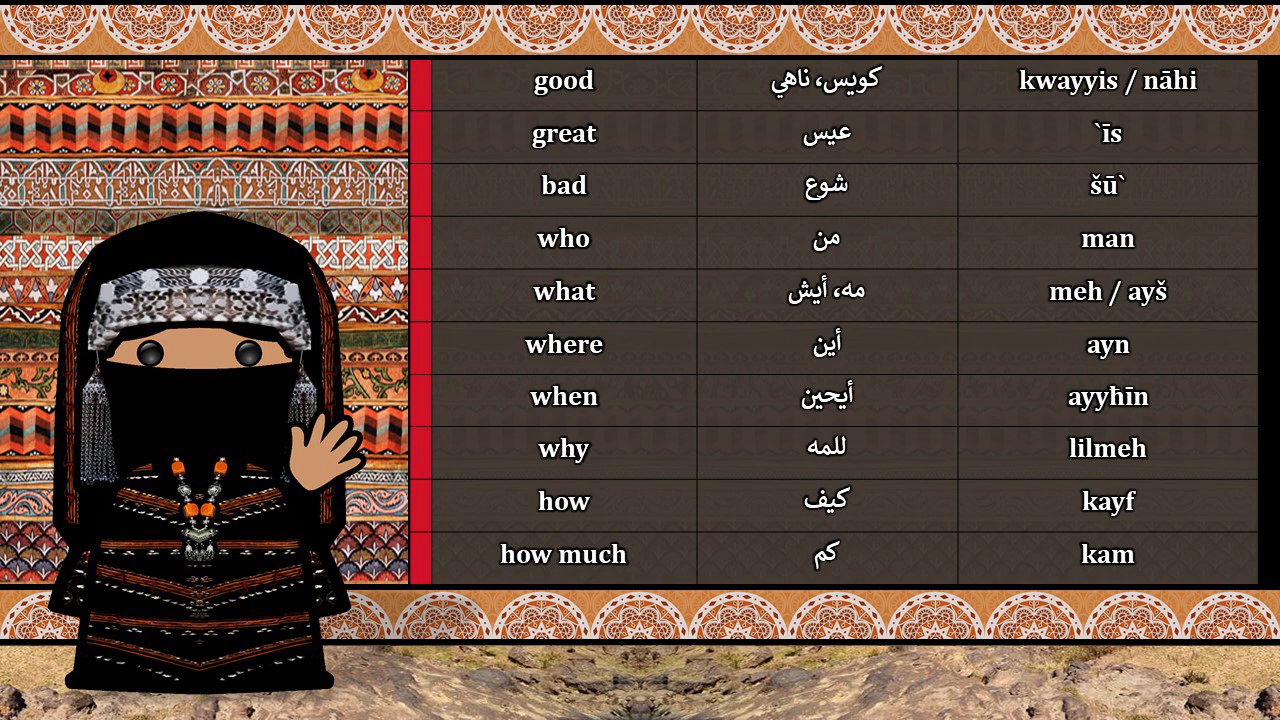 good كويس، ناهي kwayyis / nāhi
great عيس `īs
bad شوع šū`
who من man
what مه، أيش meh / ayš
where أين ayn
when أيحين ayyħīn
why للمه lilmeh
how كيف kayf
how much كم kam